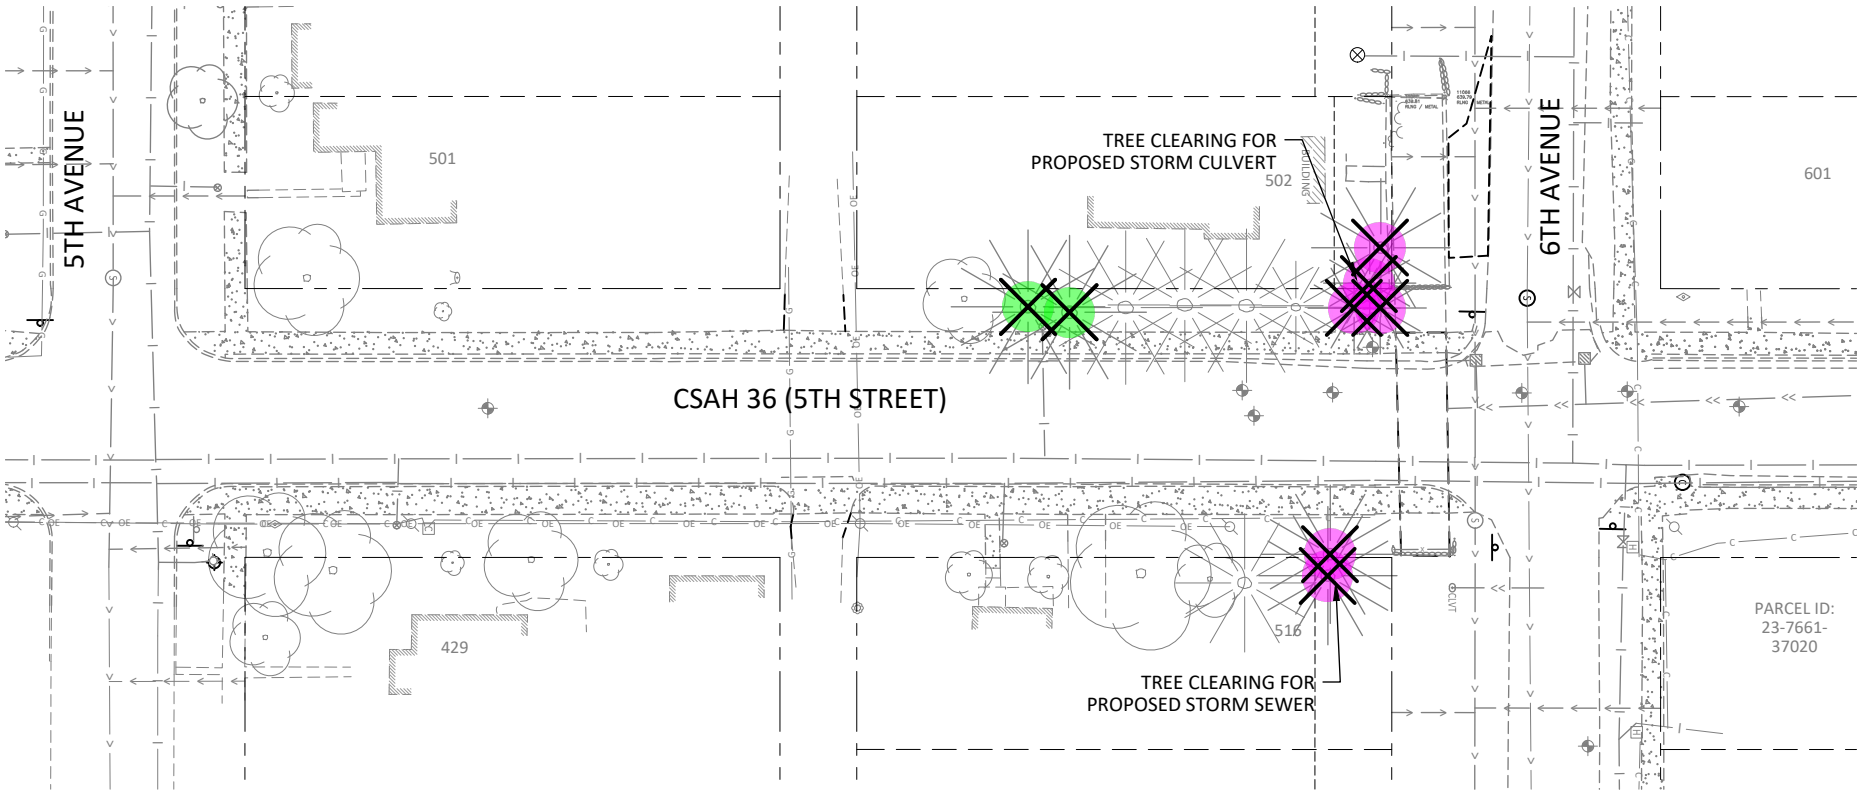 5TH AVENUE
6TH AVENUE
TREE CLEARING FOR
PROPOSED STORM CULVERT
501
502
BUILDING
601
CSAH 36 (5TH STREET)
429
516
CLVT
PARCEL ID:
23-7661-
37020
TREE CLEARING FOR
PROPOSED STORM SEWER